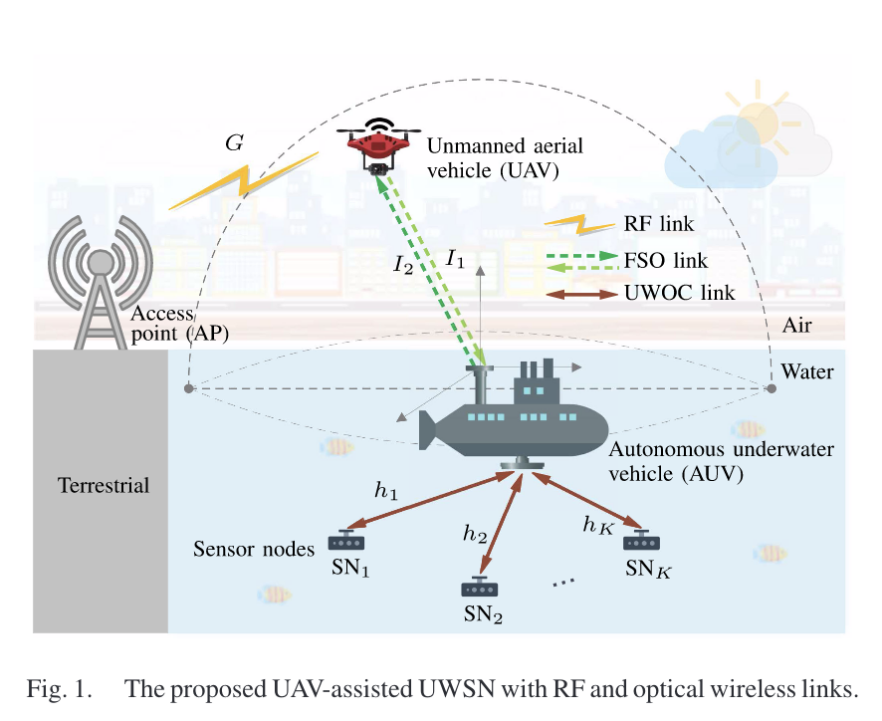 G
Unmanned aerial
vehicle (UAV)
RF link
I₂
I₁
FSO link
UWOC link
Access
point (AP)
Air
Water
Autonomous underwater
vehicle (AUV)
Terrestrial
h₁
h₂
h_K
Sensor nodes
SN₁
SN₂
...
SN_K
Fig. 1. The proposed UAV-assisted UWSN with RF and optical wireless links.